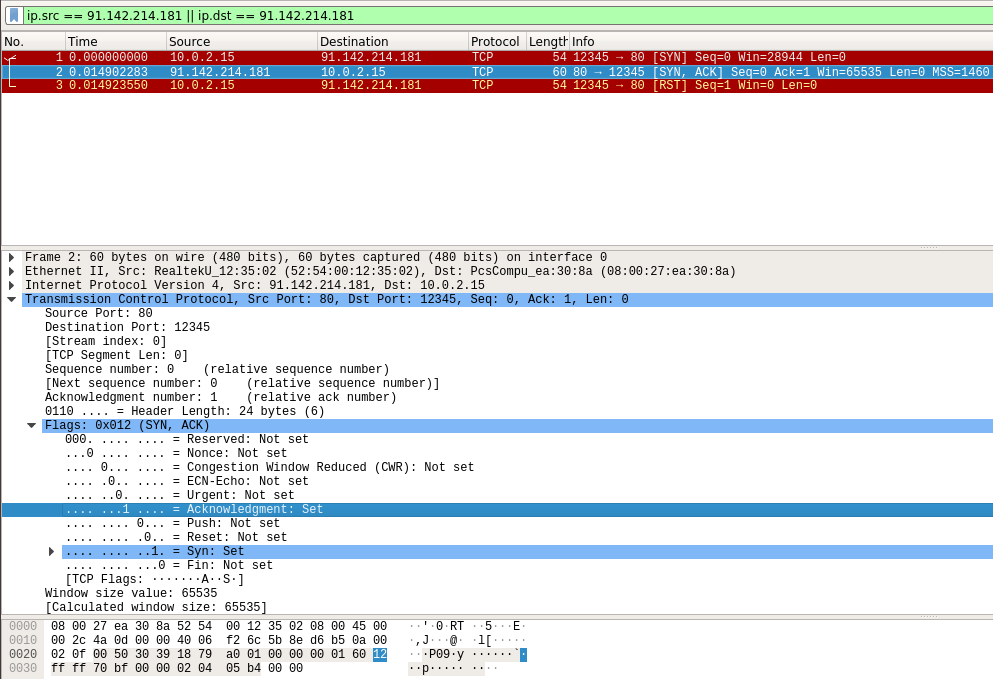 ip.src == 91.142.214.181 || ip.dst == 91.142.214.181
No. Time Source Destination Protocol Length Info
1 0.000000000 10.0.2.15 91.142.214.181 TCP 54 12345 → 80 [SYN] Seq=0 Win=28944 Len=0
2 0.014902283 91.142.214.181 10.0.2.15 TCP 60 80 → 12345 [SYN, ACK] Seq=0 Ack=1 Win=65535 Len=0 MSS=1460
3 0.014923550 10.0.2.15 91.142.214.181 TCP 54 12345 → 80 [RST] Seq=1 Win=0 Len=0
Frame 2: 60 bytes on wire (480 bits), 60 bytes captured (480 bits) on interface 0
Ethernet II, Src: RealtekU_12:35:02 (52:54:00:12:35:02), Dst: PcsCompu_ea:30:8a (08:00:27:ea:30:8a)
Internet Protocol Version 4, Src: 91.142.214.181, Dst: 10.0.2.15
Transmission Control Protocol, Src Port: 80, Dst Port: 12345, Seq: 0, Ack: 1, Len: 0
Source Port: 80
Destination Port: 12345
[Stream index: 0]
[TCP Segment Len: 0]
Sequence number: 0    (relative sequence number)
[Next sequence number: 0    (relative sequence number)]
Acknowledgment number: 1    (relative ack number)
0110 .... = Header Length: 24 bytes (6)
Flags: 0x012 (SYN, ACK)
000. .... .... = Reserved: Not set
...0 .... .... = Nonce: Not set
.... 0... .... = Congestion Window Reduced (CWR): Not set
.... .0.. .... = ECN-Echo: Not set
.... ..0. .... = Urgent: Not set
.... ...1 .... = Acknowledgment: Set
.... .... 0... = Push: Not set
.... .... .0.. = Reset: Not set
.... .... ..1. = Syn: Set
.... .... ...0 = Fin: Not set
[TCP Flags: ·······A··S·]
Window size value: 65535
[Calculated window size: 65535]
0000 08 00 27 ea 30 8a 52 54 00 12 35 02 08 00 45 00 ··'·0·RT ··5···E·
0010 00 2c 4a 0d 00 00 40 06 f2 6c 5b 8e d6 b5 0a 00 ·,J···@· ·l[·····
0020 02 0f 00 50 30 39 18 79 a0 01 00 00 00 01 60 12 ···P09·y ······`·
0030 ff ff 70 bf 00 00 02 04 05 b4 00 00 ··p····· ····